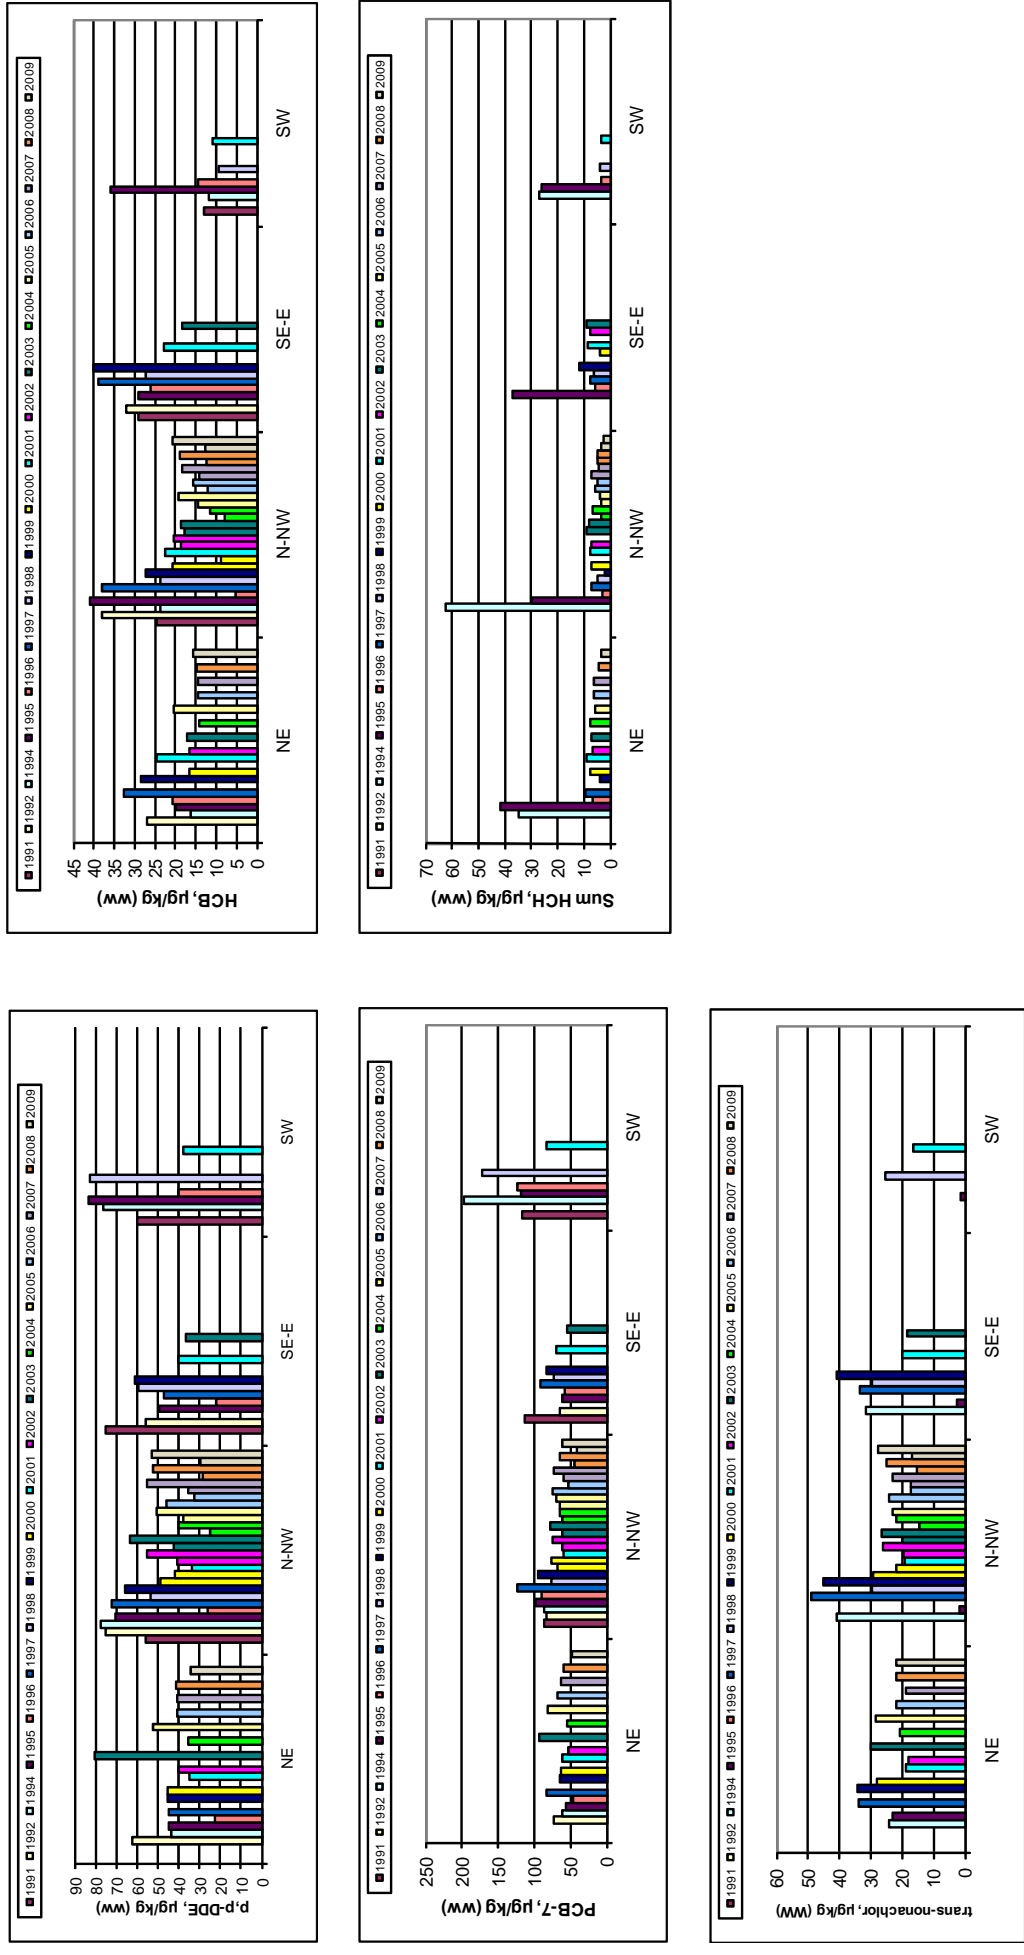 1991 1992 1994 1995 1996 1997 1998 1999 2000 2001 2002 2003 2004 2005 2006 2007 2008 2009
p,p-DDE, µg/kg (ww)
90
80
70
60
50
40
30
20
10
0
NE N-NW SE-E SW
1991 1992 1994 1995 1996 1997 1998 1999 2000 2001 2002 2003 2004 2005 2006 2007 2008 2009
HCB, µg/kg (ww)
45
40
35
30
25
20
15
10
5
0
NE N-NW SE-E SW
1991 1992 1994 1995 1996 1997 1998 1999 2000 2001 2002 2003 2004 2005 2006 2007 2008 2009
PCB-7, µg/kg (ww)
250
200
150
100
50
0
NE N-NW SE-E SW
1991 1992 1994 1995 1996 1997 1998 1999 2000 2001 2002 2003 2004 2005 2006 2007 2008 2009
Sum HCH, µg/kg (ww)
70
60
50
40
30
20
10
0
NE N-NW SE-E SW
1991 1992 1994 1995 1996 1997 1998 1999 2000 2001 2002 2003 2004 2005 2006 2007 2008 2009
trans-nonachlor, µg/kg (WW)
60
50
40
30
20
10
0
NE N-NW SE-E SW